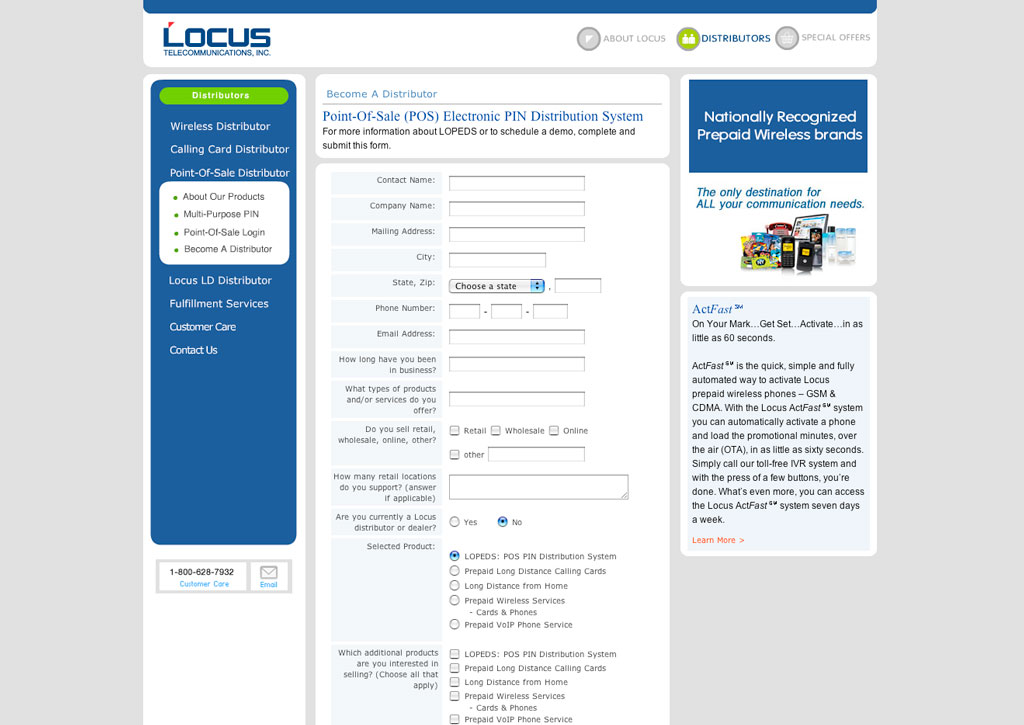 LOCUS
TELECOMMUNICATIONS, INC.
ABOUT LOCUS
DISTRIBUTORS
SPECIAL OFFERS
Distributors
Wireless Distributor
Calling Card Distributor
Point-Of-Sale Distributor
About Our Products
Multi-Purpose PIN
Point-Of-Sale Login
Become A Distributor
Locus LD Distributor
Fulfillment Services
Customer Care
Contact Us
1-800-628-7932
Customer Care
Email
Become A Distributor
Point-Of-Sale (POS) Electronic PIN Distribution System
For more information about LOPEDS or to schedule a demo, complete and
submit this form.
Contact Name:
Company Name:
Mailing Address:
City:
State, Zip:
Choose a state ,
Phone Number:
- -
Email Address:
How long have you been
in business?
What types of products
and/or services do you
offer?
Do you sell retail,
wholesale, online, other?
Retail Wholesale Online
other
How many retail locations
do you support? (answer
if applicable)
Are you currently a Locus
distributor or dealer?
Yes No
Selected Product:
LOPEDS: POS PIN Distribution System
Prepaid Long Distance Calling Cards
Long Distance from Home
Prepaid Wireless Services
- Cards & Phones
Prepaid VoIP Phone Service
Which additional products
are you interested in
selling? (Choose all that
apply)
LOPEDS: POS PIN Distribution System
Prepaid Long Distance Calling Cards
Long Distance from Home
Prepaid Wireless Services
- Cards & Phones
Prepaid VoIP Phone Service
Nationally Recognized
Prepaid Wireless brands
The only destination for
ALL your communication needs.
ActFast SM
On Your Mark...Get Set...Activate...in as
little as 60 seconds.
ActFast SM is the quick, simple and fully
automated way to activate Locus
prepaid wireless phones – GSM &
CDMA. With the Locus ActFast SM system
you can automatically activate a phone
and load the promotional minutes, over
the air (OTA), in as little as sixty seconds.
Simply call our toll-free IVR system and
with the press of a few buttons, you're
done. What's even more, you can access
the Locus ActFast SM system seven days
a week.
Learn More >